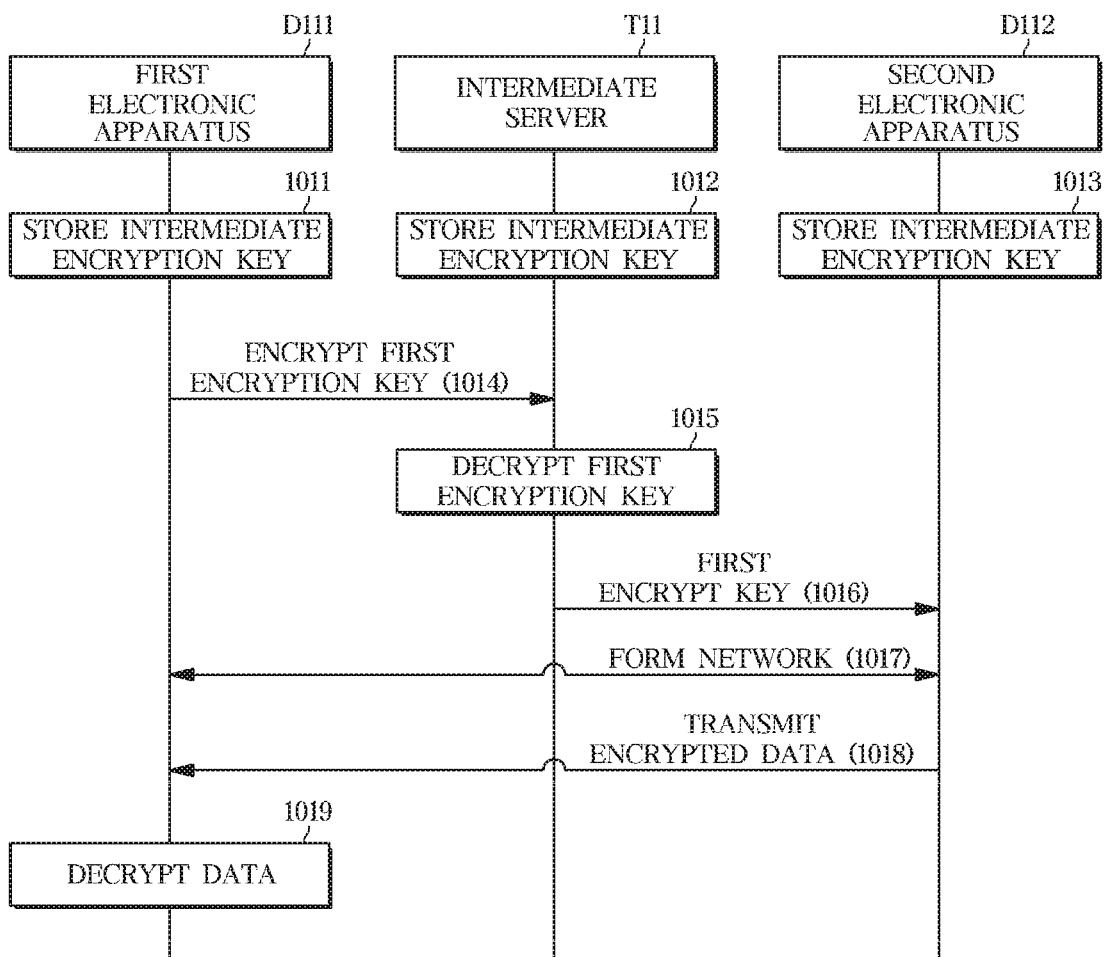 D111
T11
D112
FIRST
ELECTRONIC
APPARATUS
INTERMEDIATE
SERVER
SECOND
ELECTRONIC
APPARATUS
1011
1012
1013
STORE INTERMEDIATE
ENCRYPTION KEY
STORE INTERMEDIATE
ENCRYPTION KEY
STORE INTERMEDIATE
ENCRYPTION KEY
ENCRYPT FIRST
ENCRYPTION KEY (1014)
1015
DECRYPT FIRST
ENCRYPTION KEY
FIRST
ENCRYPT KEY (1016)
FORM NETWORK (1017)
TRANSMIT
ENCRYPTED DATA (1018)
1019
DECRYPT DATA